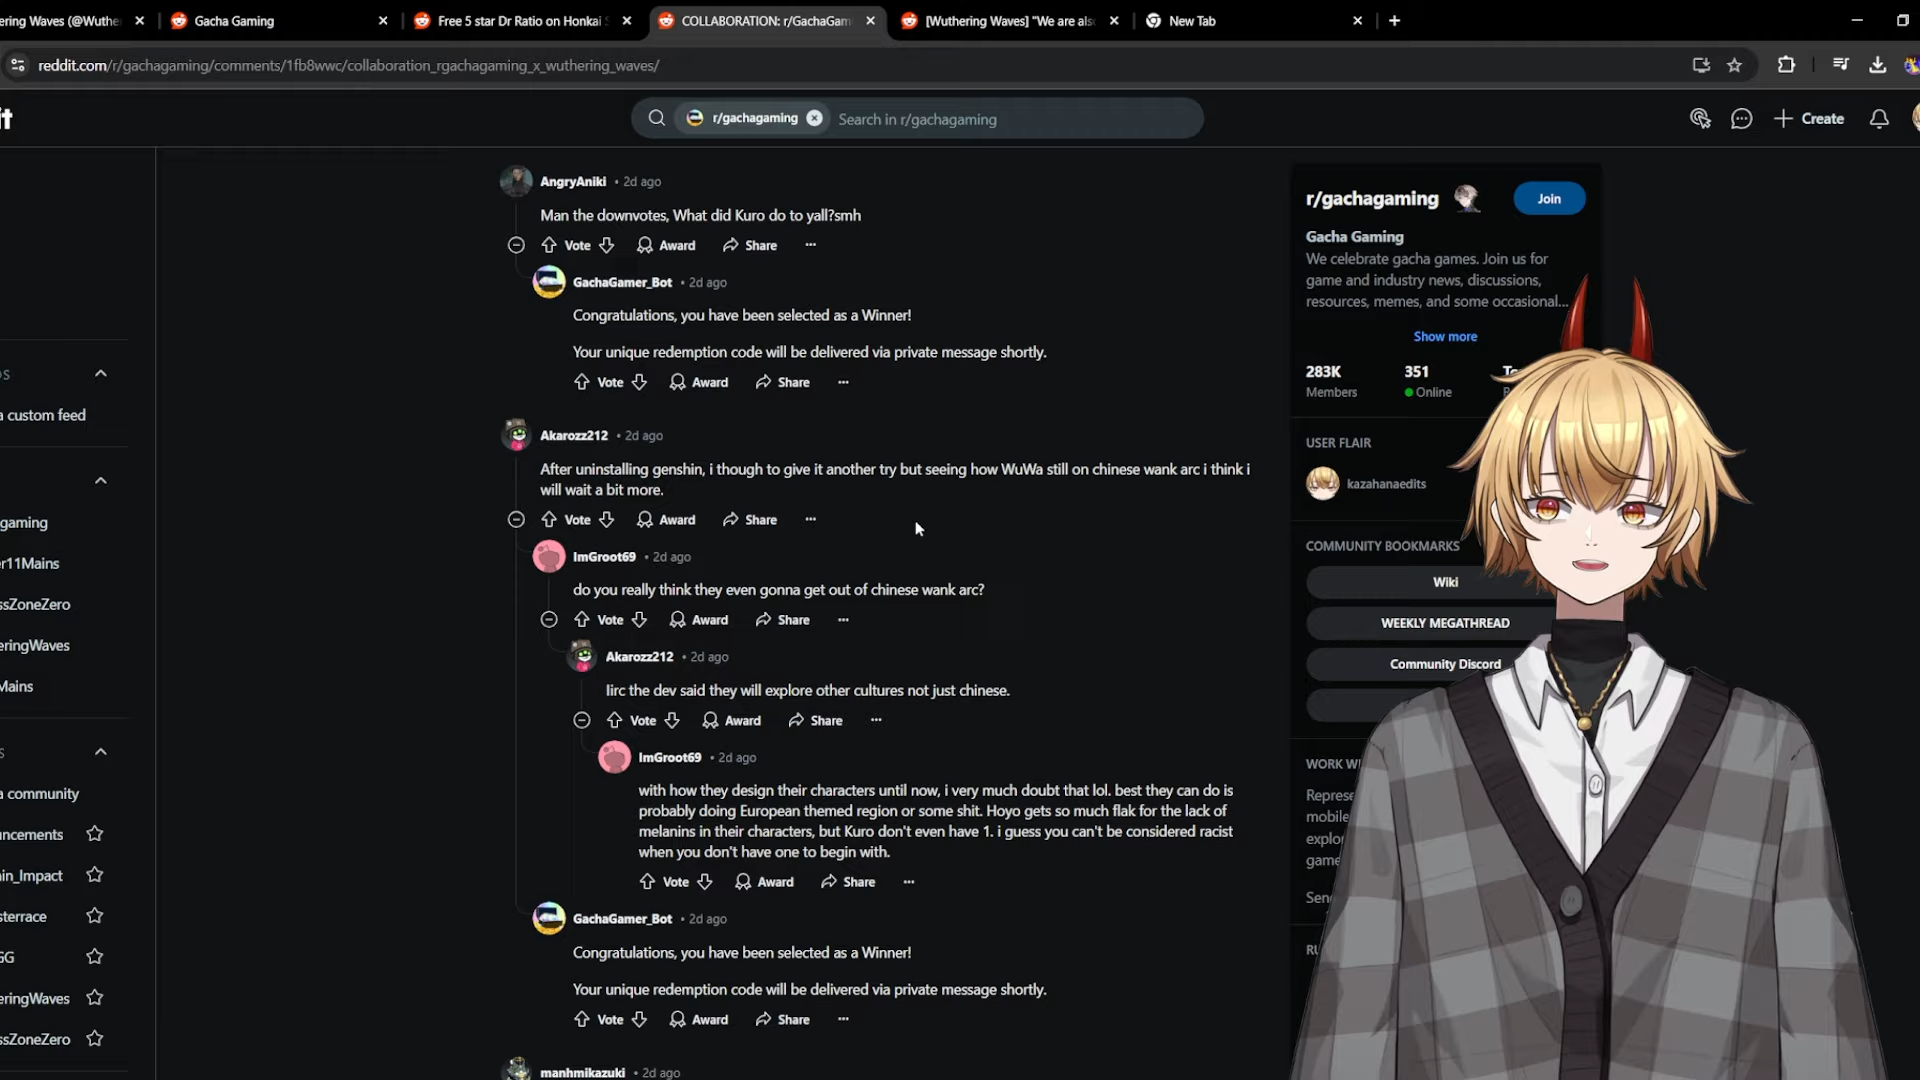 ering Waves (@Wuthe
Gacha Gaming
Free 5 star Dr Ratio on Honkai S
COLLABORATION: r/GachaGam
[Wuthering Waves] "We are als
New Tab
reddit.com/r/gachagaming/comments/1fb8wwc/collaboration_rgachagaming_x_wuthering_waves/
it
r/gachagaming
Search in r/gachagaming
Create
a custom feed
gaming
er11Mains
ssZoneZero
eringWaves
Mains
a community
uncements
in_Impact
sterrace
GG
eringWaves
ssZoneZero
AngryAniki • 2d ago
Man the downvotes, What did Kuro do to yall?smh
Vote Award Share
GachaGamer_Bot • 2d ago
Congratulations, you have been selected as a Winner!
Your unique redemption code will be delivered via private message shortly.
Vote Award Share
Akarozz212 • 2d ago
After uninstalling genshin, i though to give it another try but seeing how WuWa still on chinese wank arc i think i
will wait a bit more.
Vote Award Share
ImGroot69 • 2d ago
do you really think they even gonna get out of chinese wank arc?
Vote Award Share
Akarozz212 • 2d ago
Iirc the dev said they will explore other cultures not just chinese.
Vote Award Share
ImGroot69 • 2d ago
with how they design their characters until now, i very much doubt that lol. best they can do is
probably doing European themed region or some shit. Hoyo gets so much flak for the lack of
melanins in their characters, but Kuro don't even have 1. i guess you can't be considered racist
when you don't have one to begin with.
Vote Award Share
GachaGamer_Bot • 2d ago
Congratulations, you have been selected as a Winner!
Your unique redemption code will be delivered via private message shortly.
Vote Award Share
manhmikazuki • 2d ago
r/gachagaming
Join
Gacha Gaming
We celebrate gacha games. Join us for
game and industry news, discussions,
resources, memes, and some occasional...
Show more
283K
Members
351
Online
USER FLAIR
kazahanaedits
COMMUNITY BOOKMARKS
Wiki
WEEKLY MEGATHREAD
Community Discord
WORK WI
Represe
mobile
explor
game
Sen
RU